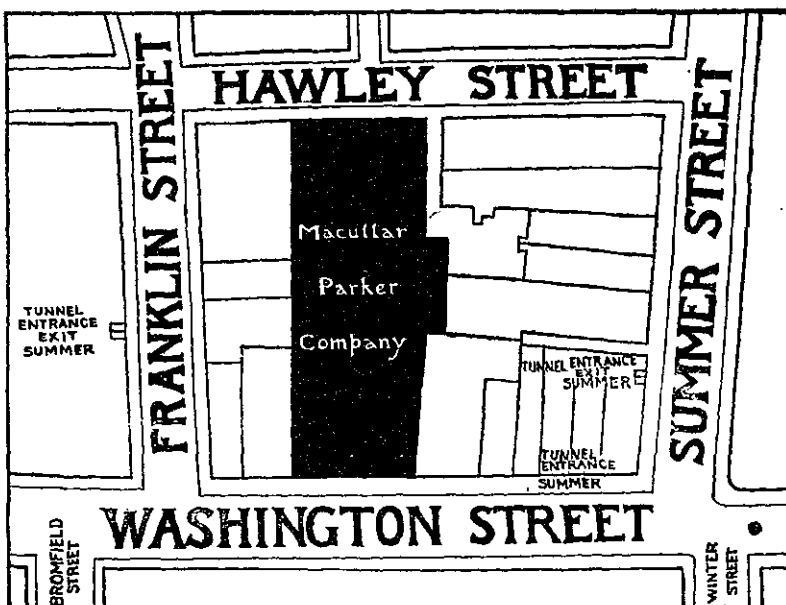 HAWLEY STREET
FRANKLIN STREET
SUMMER STREET
Macullar
Parker
Company
TUNNEL
ENTRANCE
EXIT
SUMMER
TUNNEL ENTRANCE
EXIT
SUMMER
TUNNEL
ENTRANCE
SUMMER
WASHINGTON STREET
BROMFIELD
STREET
WINTER
STREET